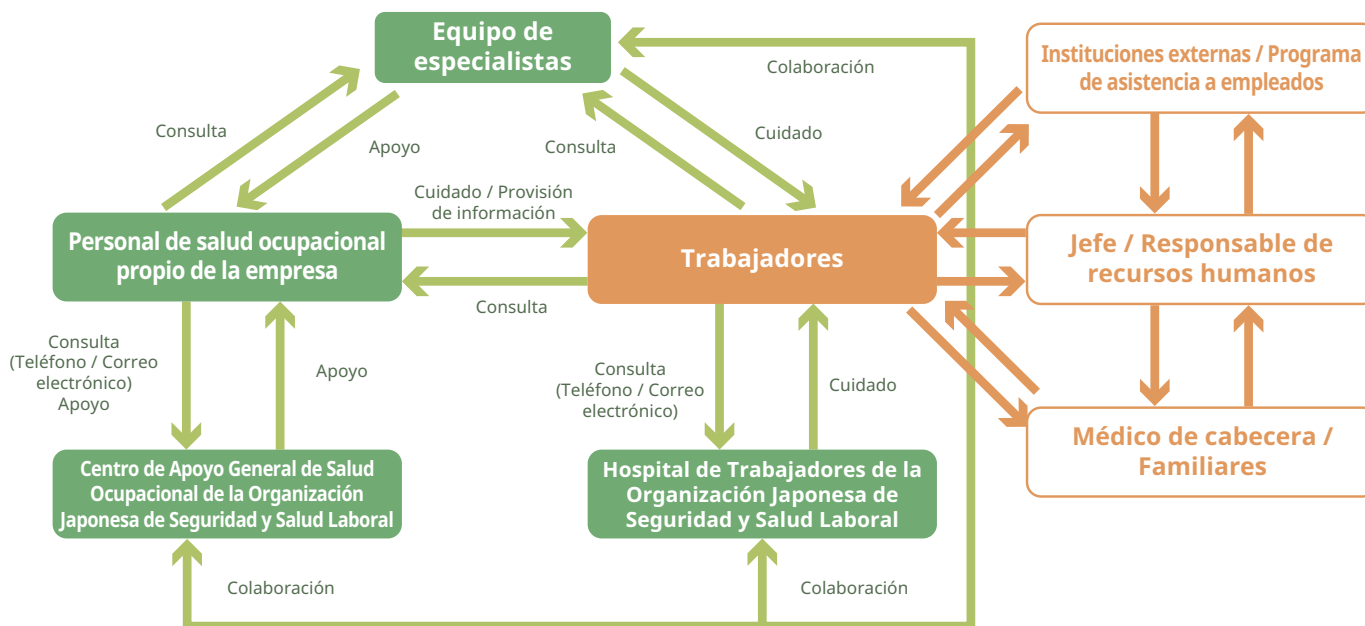 Equipo de
especialistas
Colaboración
Instituciones externas / Programa
de asistencia a empleados
Consulta
Apoyo
Consulta
Cuidado
Cuidado / Provisión
de información
Personal de salud ocupacional
propio de la empresa
Trabajadores
Jefe / Responsable de
recursos humanos
Consulta
Consulta
(Teléfono / Correo
electrónico)
Apoyo
Apoyo
Consulta
(Teléfono / Correo
electrónico)
Cuidado
Médico de cabecera /
Familiares
Centro de Apoyo General de Salud
Ocupacional de la Organización
Japonesa de Seguridad y Salud Laboral
Hospital de Trabajadores de la
Organización Japonesa de
Seguridad y Salud Laboral
Colaboración
Colaboración